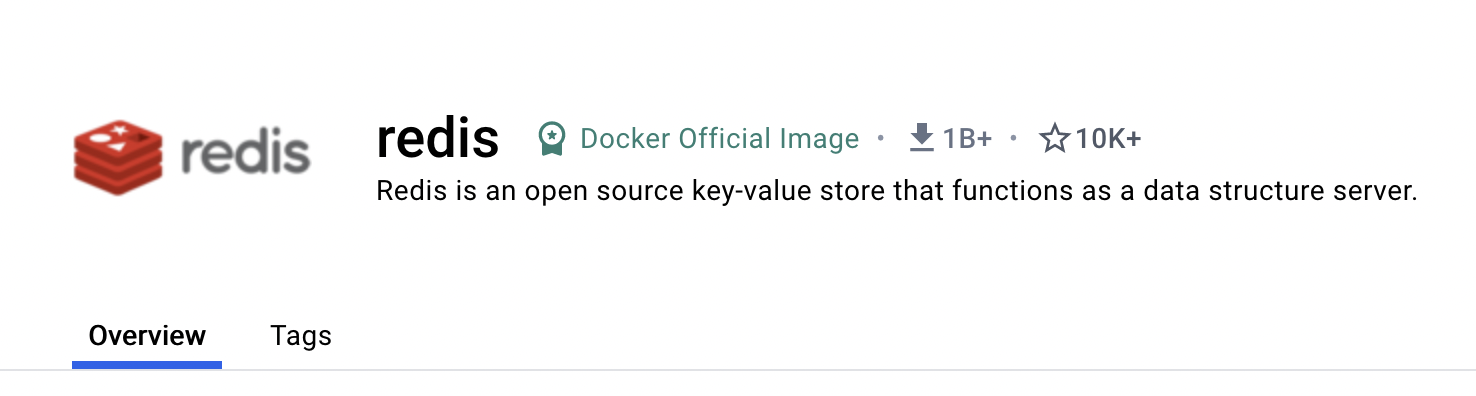 redis
redis Docker Official Image • 1B+ • 10K+
Redis is an open source key-value store that functions as a data structure server.
Overview Tags